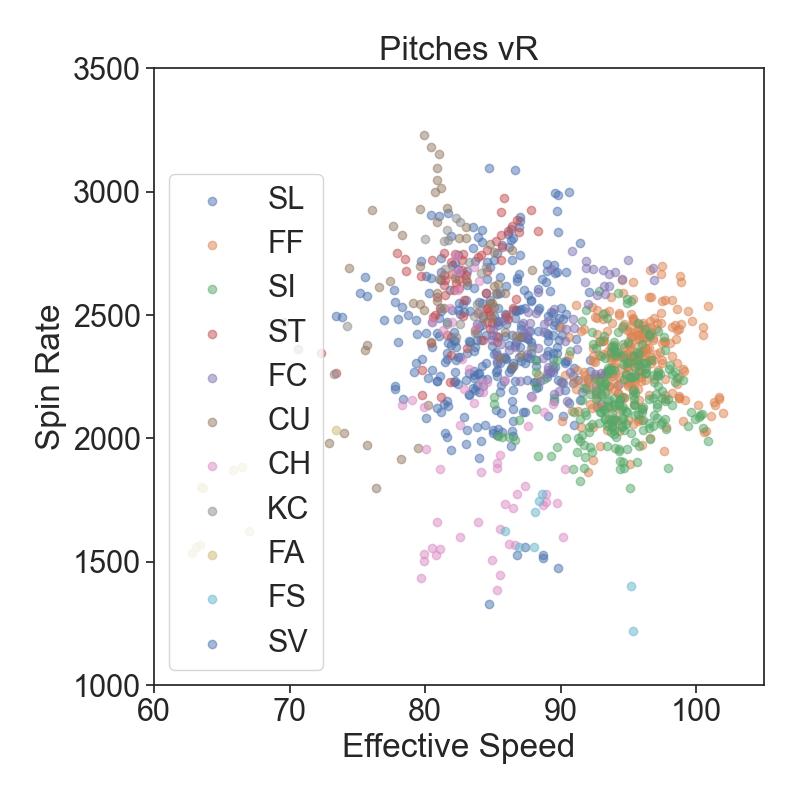 Pitches vR
3500
3000
2500
2000
1500
1000
Spin Rate
SL
FF
SI
ST
FC
CU
CH
KC
FA
FS
SV
60 70 80 90 100
Effective Speed